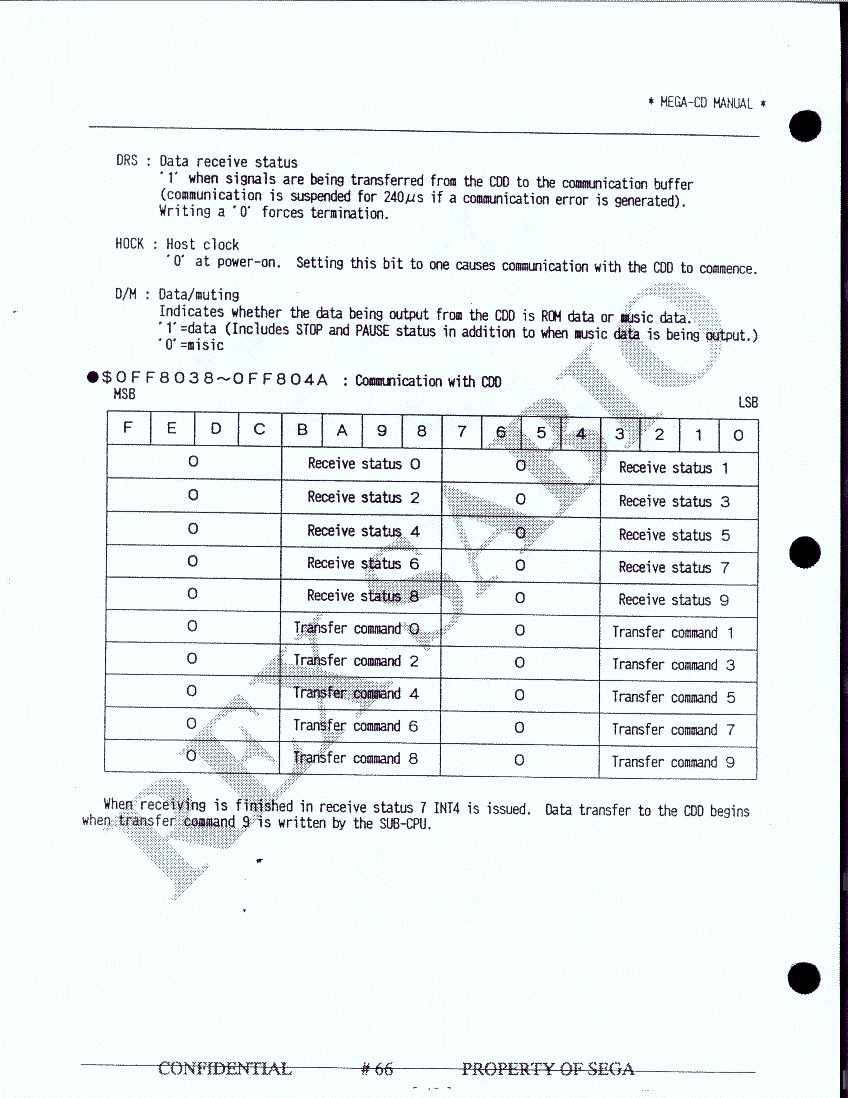 * MEGA-CD MANUAL *
DRS : Data receive status
'1' when signals are being transferred from the CDD to the communication buffer
(communication is suspended for 240μs if a communication error is generated).
Writing a '0' forces termination.
HOCK : Host clock
'0' at power-on. Setting this bit to one causes communication with the CDD to commence.
D/M : Data/muting
Indicates whether the data being output from the CDD is ROM data or music data.
'1'=data (Includes STOP and PAUSE status in addition to when music data is being output.)
'0'=misic
●$0FF8038~0FF804A : Communication with CDD
MSB LSB
F E D C B A 9 8 7 6 5 4 3 2 1 0
0 Receive status 0 0 Receive status 1
0 Receive status 2 0 Receive status 3
0 Receive status 4 0 Receive status 5
0 Receive status 6 0 Receive status 7
0 Receive status 8 0 Receive status 9
0 Transfer command 0 0 Transfer command 1
0 Transfer command 2 0 Transfer command 3
0 Transfer command 4 0 Transfer command 5
0 Transfer command 6 0 Transfer command 7
0 Transfer command 8 0 Transfer command 9
When receiving is finished in receive status 7 INT4 is issued. Data transfer to the CDD begins
when transfer command 9 is written by the SUB-CPU.
REX SABIO
CONFIDENTIAL # 66 PROPERTY OF SEGA